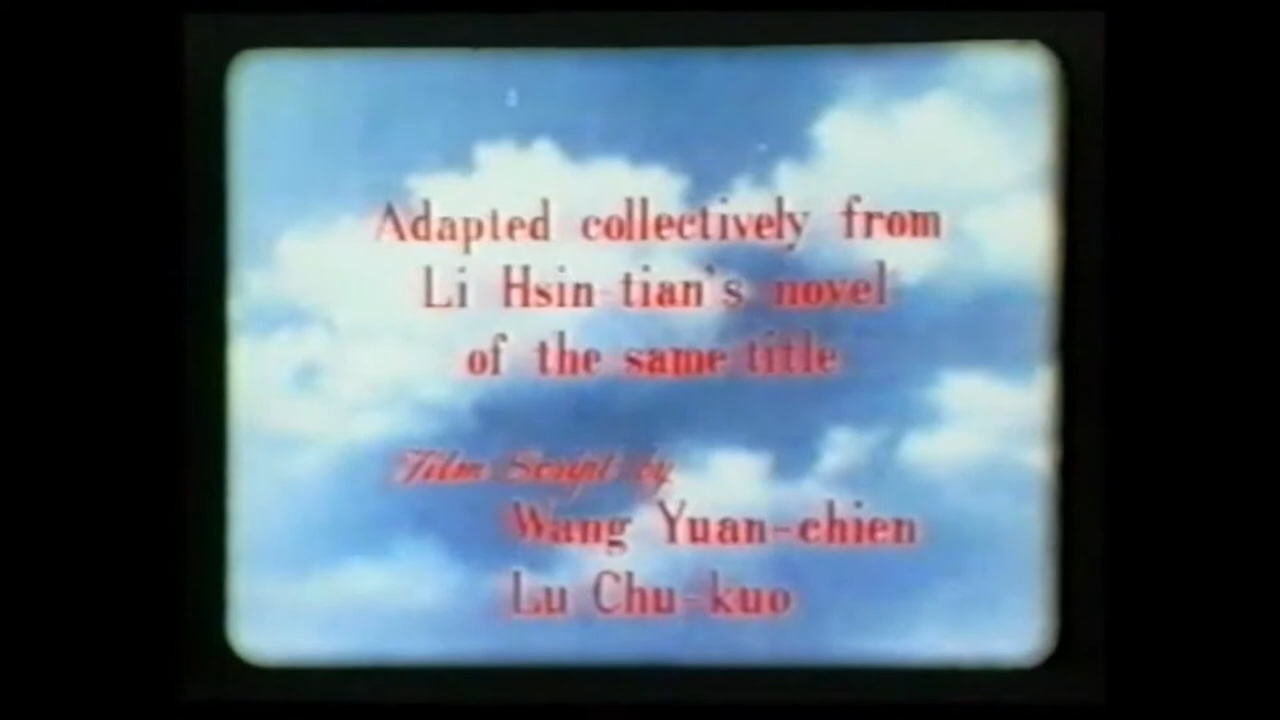 Adapted collectively from
Li Hsin-tian's novel
of the same title
Film Script by
Wang Yuan-chien
Lu Chu-kuo